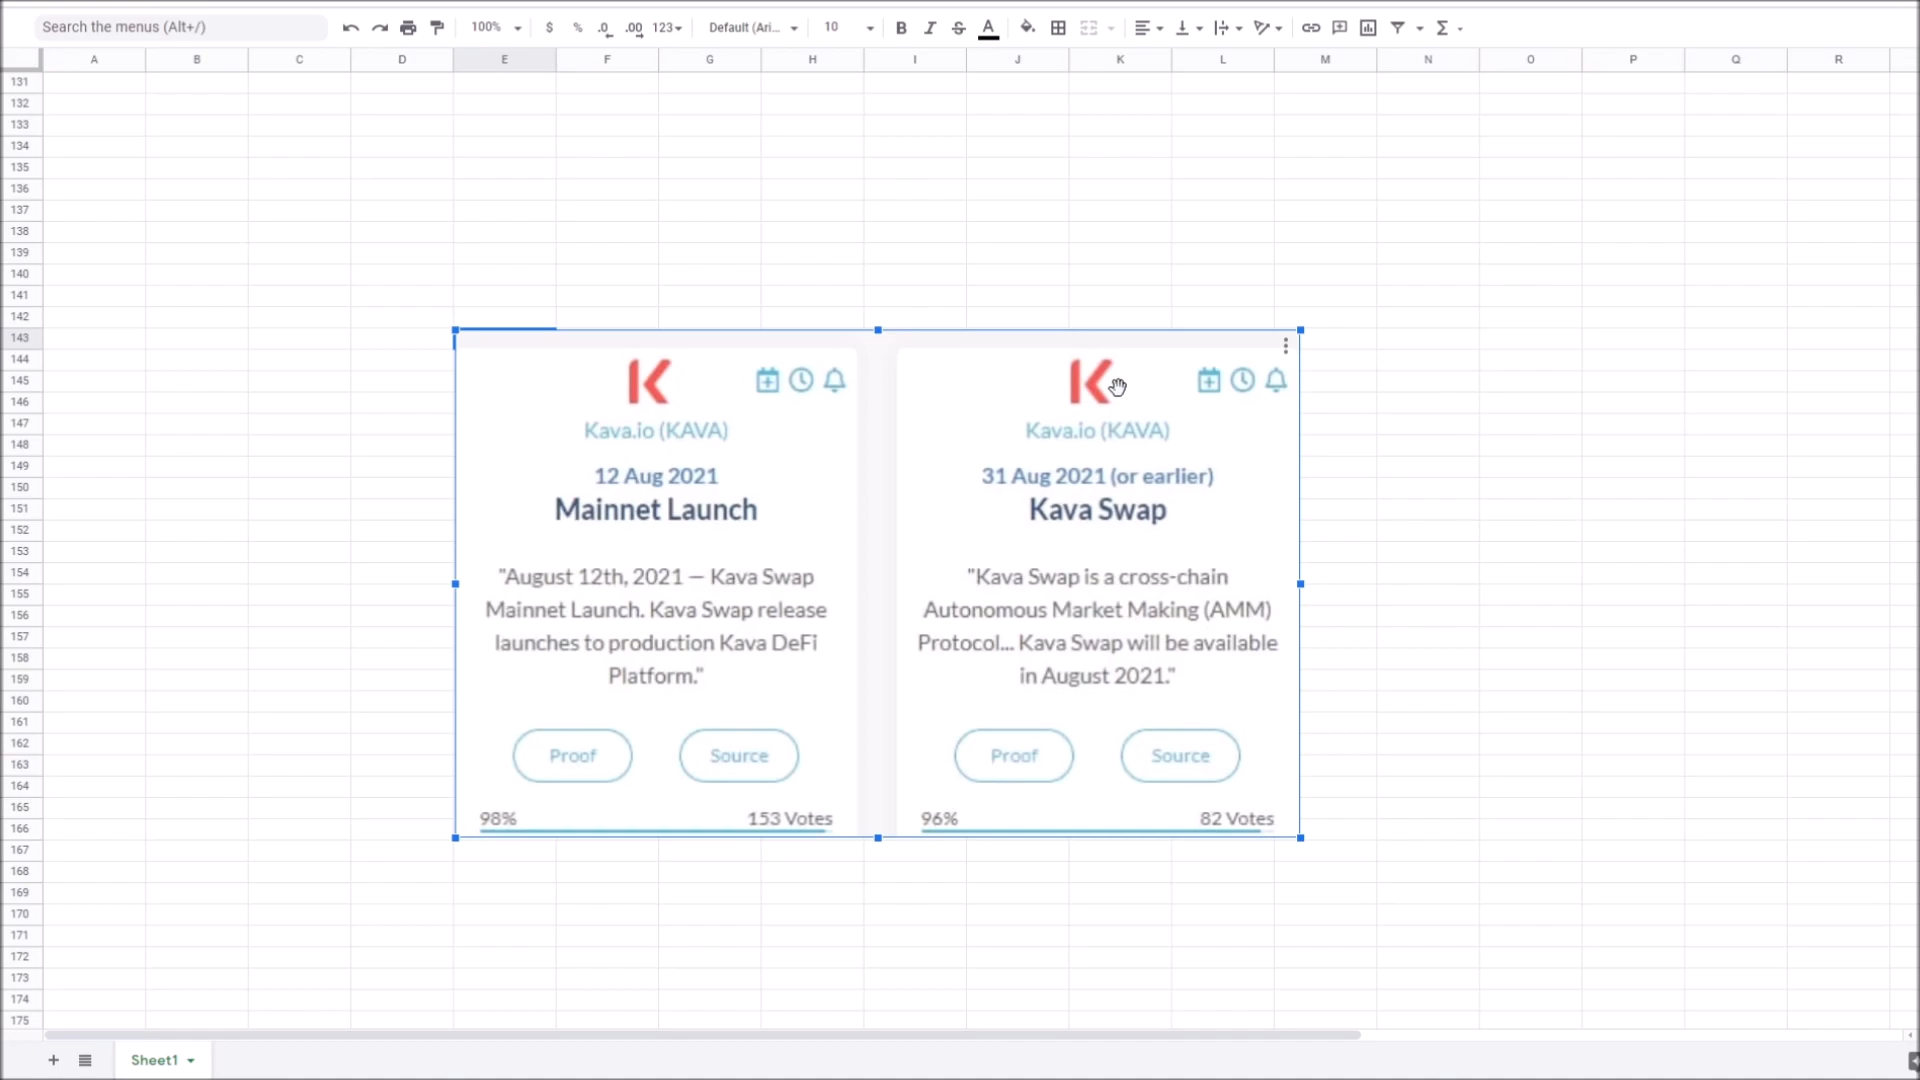 Search the menus (Alt+/)
100%
$ % .0 .00 123
Default (Ari...
10
B I S A
A B C D E F G H I J K L M N O P Q R
131
132
133
134
135
136
137
138
139
140
141
142
143
144
145
146
147
148
149
150
151
152
153
154
155
156
157
158
159
160
161
162
163
164
165
166
167
168
169
170
171
172
173
174
175
Kava.io (KAVA)
12 Aug 2021
Mainnet Launch
"August 12th, 2021 — Kava Swap
Mainnet Launch. Kava Swap release
launches to production Kava DeFi
Platform."
Proof
Source
98%
153 Votes
Kava.io (KAVA)
31 Aug 2021 (or earlier)
Kava Swap
"Kava Swap is a cross-chain
Autonomous Market Making (AMM)
Protocol... Kava Swap will be available
in August 2021."
Proof
Source
96%
82 Votes
Sheet1